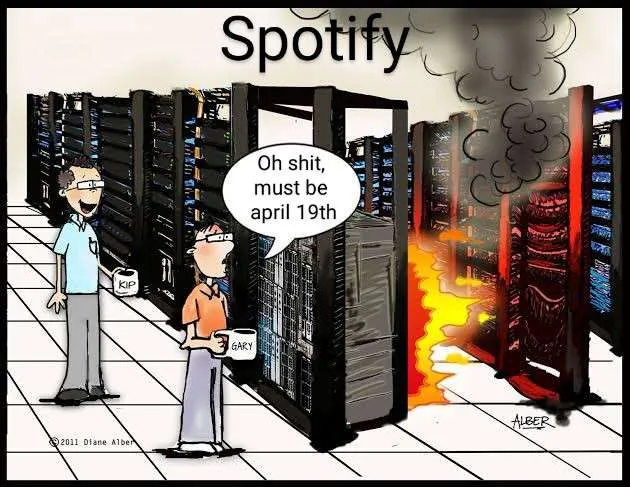 Spotify
Oh shit,
must be
april 19th
KIP
GARY
ALBER
©2011 Diane Alber